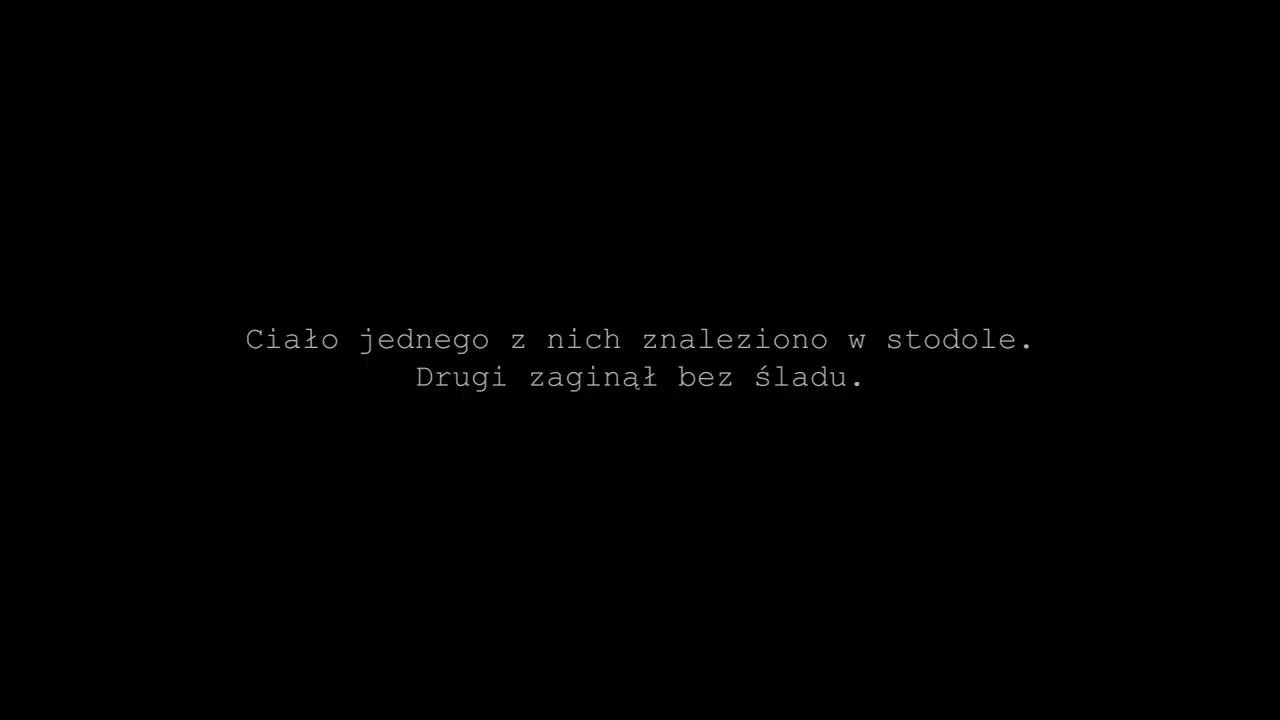 Ciało jednego z nich znaleziono w stodole.
Drugi zaginął bez śladu.